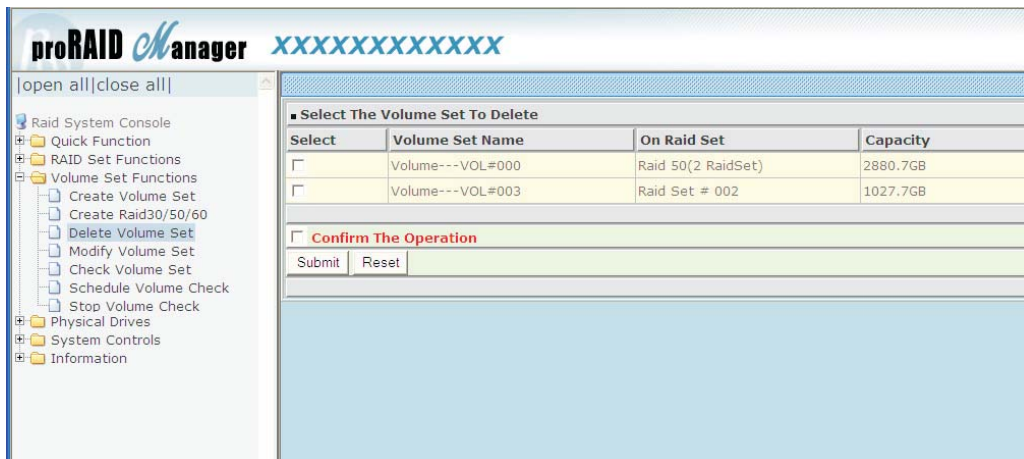 proRAID Manager XXXXXXXXXXXX
|open all|close all|
Raid System Console
Quick Function
RAID Set Functions
Volume Set Functions
Create Volume Set
Create Raid30/50/60
Delete Volume Set
Modify Volume Set
Check Volume Set
Schedule Volume Check
Stop Volume Check
Physical Drives
System Controls
Information
Select The Volume Set To Delete
Select Volume Set Name On Raid Set Capacity
Volume---VOL#000 Raid 50(2 RaidSet) 2880.7GB
Volume---VOL#003 Raid Set # 002 1027.7GB
Confirm The Operation
Submit Reset